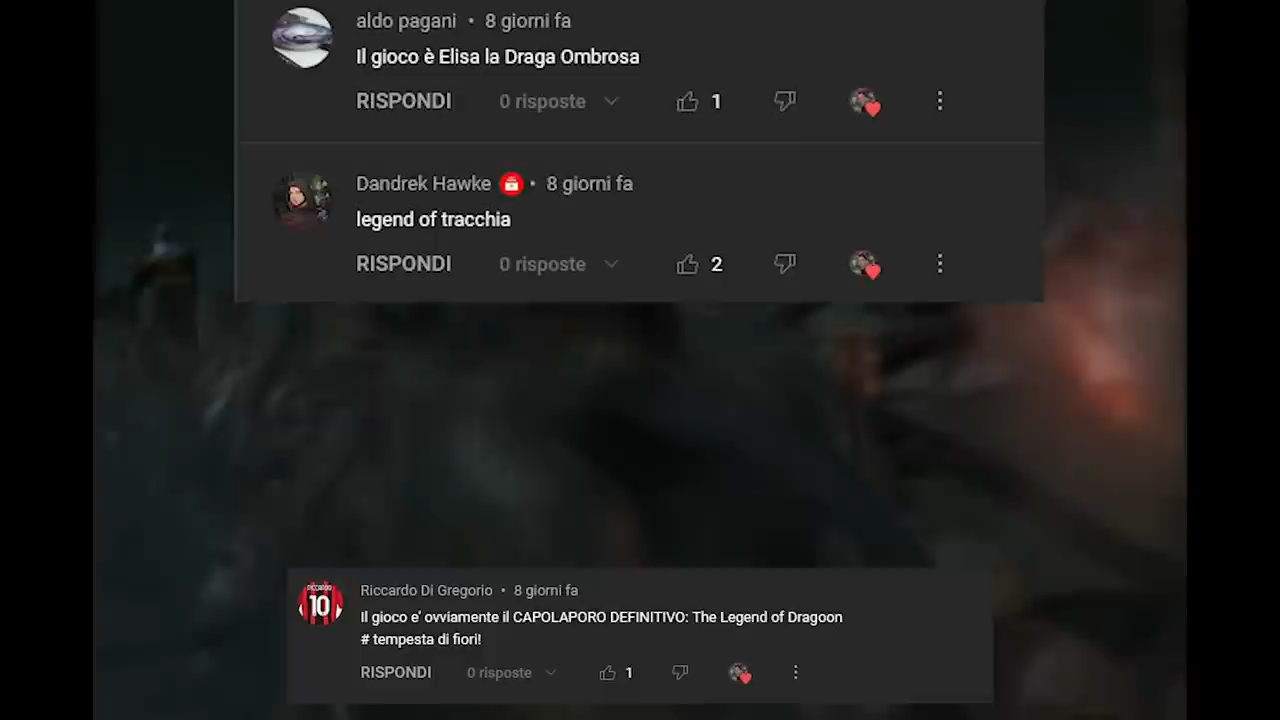 aldo pagani • 8 giorni fa
Il gioco è Elisa la Draga Ombrosa
RISPONDI 0 risposte 1
Dandrek Hawke • 8 giorni fa
legend of tracchia
RISPONDI 0 risposte 2
RICCARDO
10
Riccardo Di Gregorio • 8 giorni fa
Il gioco e' ovviamente il CAPOLAPORO DEFINITIVO: The Legend of Dragoon
# tempesta di fiori!
RISPONDI 0 risposte 1